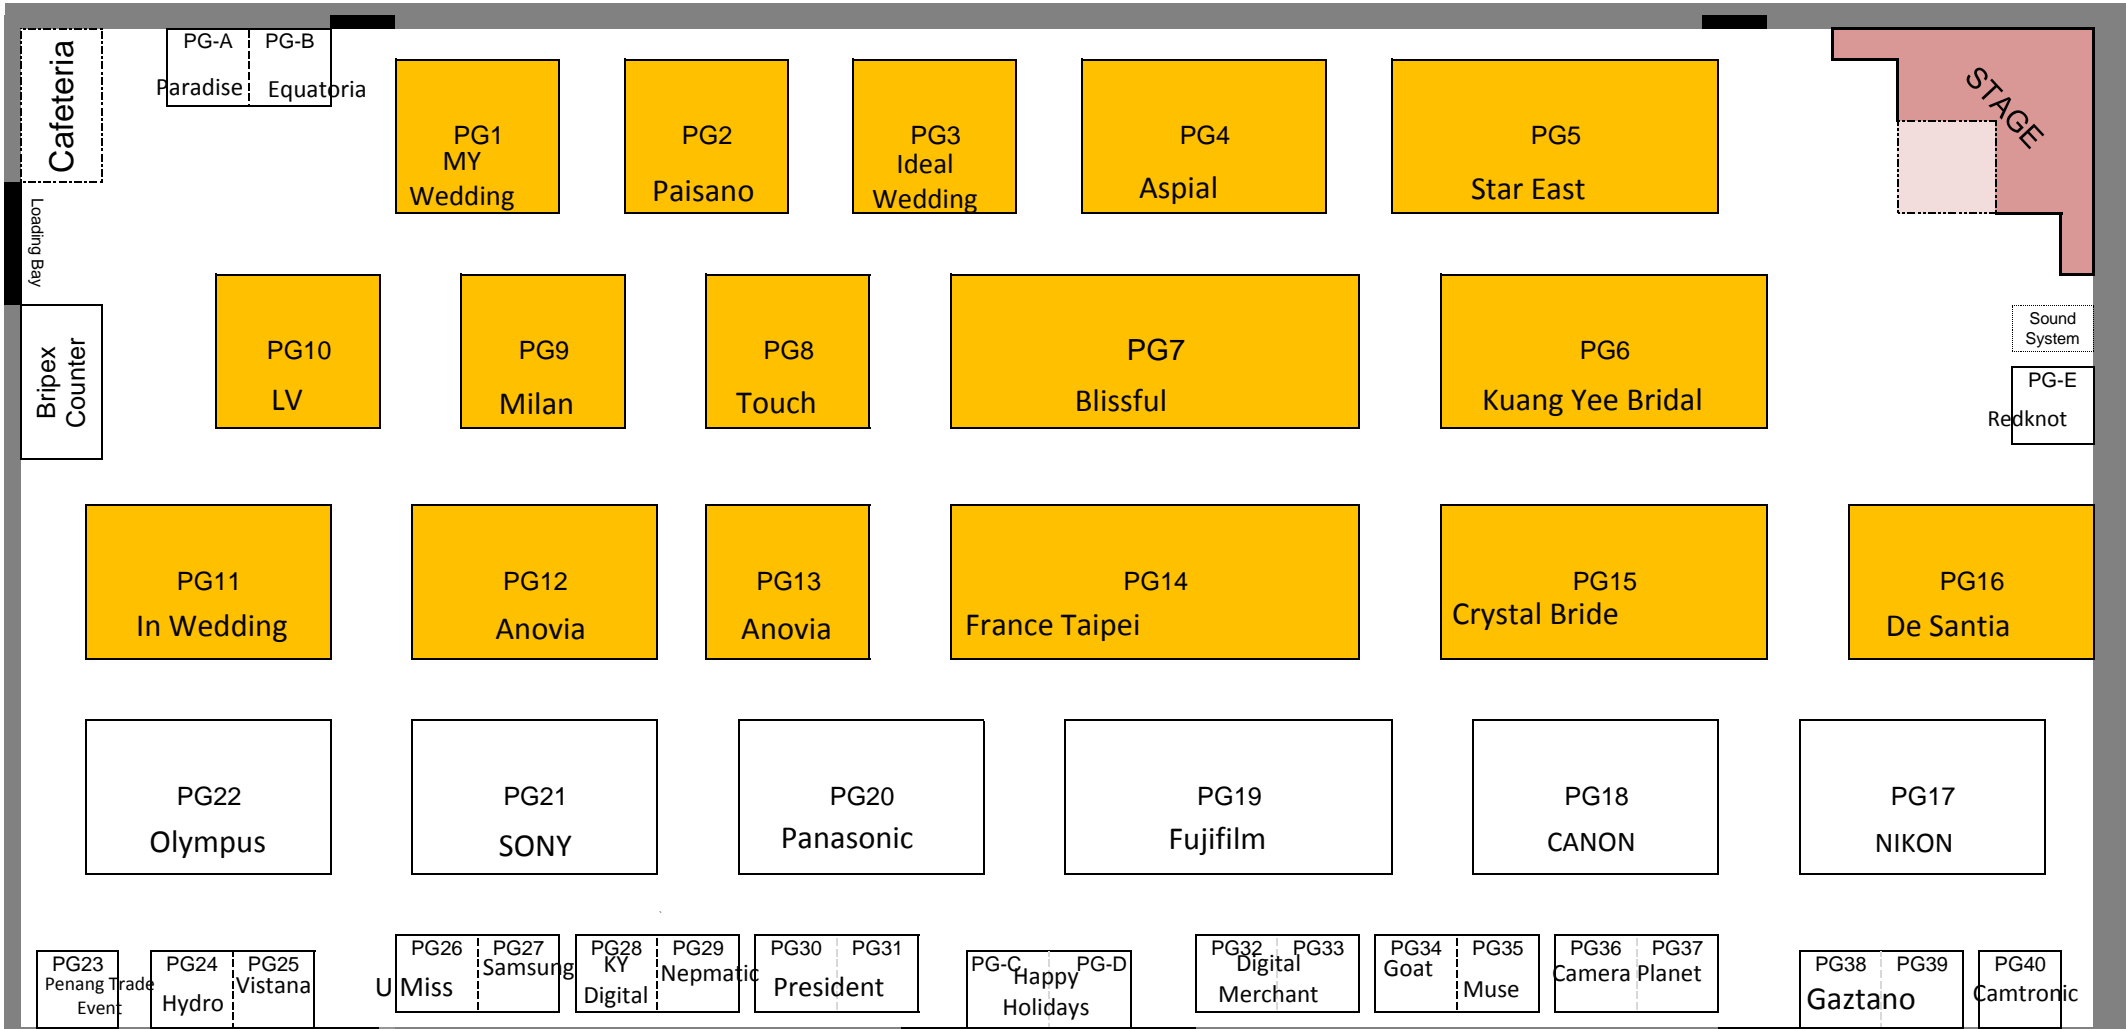 Cafeteria
PG-A
PG-B
Paradise
Equatoria
PG1
MY
Wedding
PG2
Paisano
PG3
Ideal
Wedding
PG4
Aspial
PG5
Star East
STAGE
Loading Bay
Bripex
Counter
PG10
LV
PG9
Milan
PG8
Touch
PG7
Blissful
PG6
Kuang Yee Bridal
Sound
System
PG-E
Redknot
PG11
In Wedding
PG12
Anovia
PG13
Anovia
PG14
France Taipei
PG15
Crystal Bride
PG16
De Santia
PG22
Olympus
PG21
SONY
PG20
Panasonic
PG19
Fujifilm
PG18
CANON
PG17
NIKON
PG23
Penang Trade
Event
PG24
Hydro
PG25
Vistana
PG26
U Miss
PG27
Samsung
PG28
KY
Digital
PG29
Nepmatic
PG30
PG31
President
PG-C
PG-D
Happy
Holidays
PG32
PG33
Digital
Merchant
PG34
Goat
PG35
Muse
PG36
PG37
Camera Planet
PG38
PG39
Gaztano
PG40
Camtronic